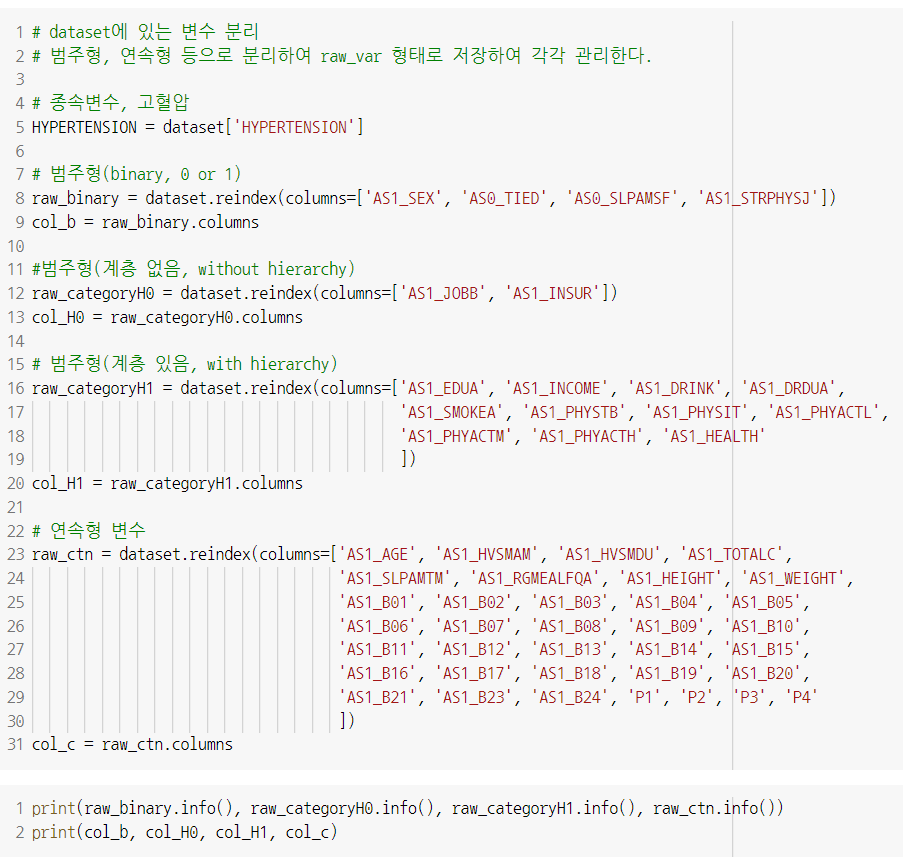 1 # dataset에 있는 변수 분리
2 # 범주형, 연속형 등으로 분리하여 raw_var 형태로 저장하여 각각 관리한다.
3
4 # 종속변수, 고혈압
5 HYPERTENSION = dataset['HYPERTENSION']
6
7 # 범주형(binary, 0 or 1)
8 raw_binary = dataset.reindex(columns=['AS1_SEX', 'AS0_TIED', 'AS0_SLPAMSF', 'AS1_STRPHYSJ'])
9 col_b = raw_binary.columns
10
11 #범주형(계층 없음, without hierarchy)
12 raw_categoryH0 = dataset.reindex(columns=['AS1_JOBB', 'AS1_INSUR'])
13 col_H0 = raw_categoryH0.columns
14
15 # 범주형(계층 있음, with hierarchy)
16 raw_categoryH1 = dataset.reindex(columns=['AS1_EDUA', 'AS1_INCOME', 'AS1_DRINK', 'AS1_DRDUA',
17 'AS1_SMOKEA', 'AS1_PHYSTB', 'AS1_PHYSIT', 'AS1_PHYACTL',
18 'AS1_PHYACTM', 'AS1_PHYACTH', 'AS1_HEALTH'
19 ])
20 col_H1 = raw_categoryH1.columns
21
22 # 연속형 변수
23 raw_ctn = dataset.reindex(columns=['AS1_AGE', 'AS1_HVSMAM', 'AS1_HVSMDU', 'AS1_TOTALC',
24 'AS1_SLPAMTM', 'AS1_RGMEALFQA', 'AS1_HEIGHT', 'AS1_WEIGHT',
25 'AS1_B01', 'AS1_B02', 'AS1_B03', 'AS1_B04', 'AS1_B05',
26 'AS1_B06', 'AS1_B07', 'AS1_B08', 'AS1_B09', 'AS1_B10',
27 'AS1_B11', 'AS1_B12', 'AS1_B13', 'AS1_B14', 'AS1_B15',
28 'AS1_B16', 'AS1_B17', 'AS1_B18', 'AS1_B19', 'AS1_B20',
29 'AS1_B21', 'AS1_B23', 'AS1_B24', 'P1', 'P2', 'P3', 'P4'
30 ])
31 col_c = raw_ctn.columns
1 print(raw_binary.info(), raw_categoryH0.info(), raw_categoryH1.info(), raw_ctn.info())
2 print(col_b, col_H0, col_H1, col_c)